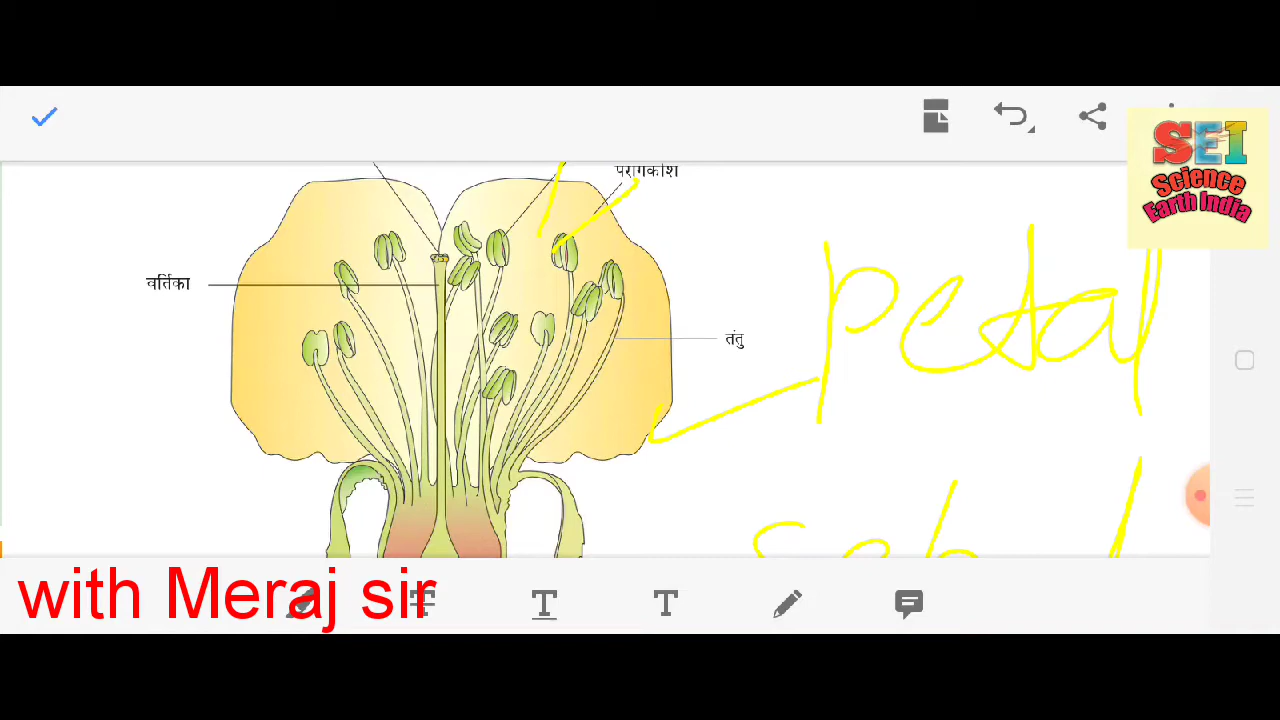 SEI
Science
Earth India
परागकोश
वर्तिका
petal
तंतु
with Meraj sir